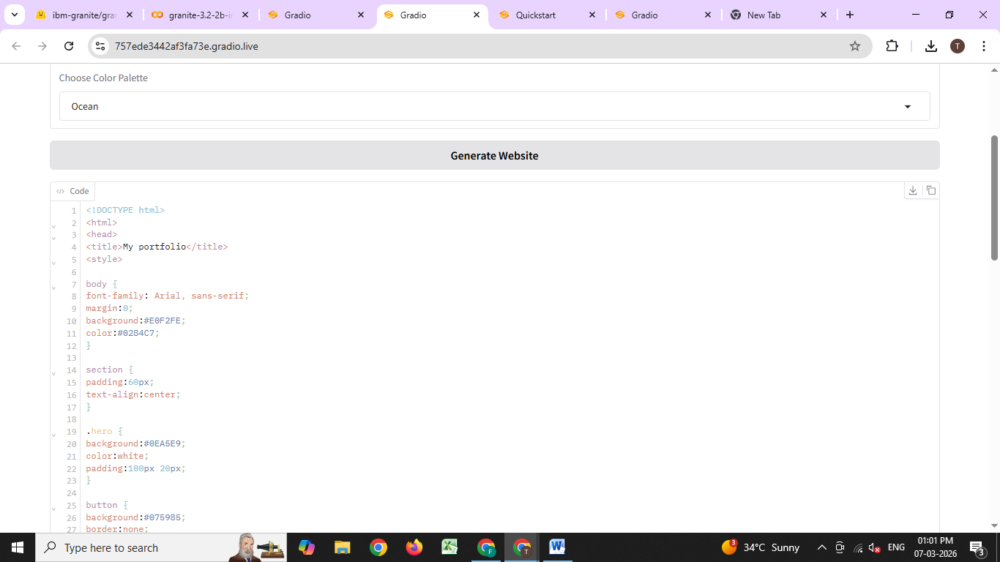 ibm-granite/gra
granite-3.2-2b-i
Gradio
Gradio
Quickstart
Gradio
New Tab
757ede3442af3fa73e.gradio.live
T
Choose Color Palette
Ocean
Generate Website
Code
1 <!DOCTYPE html>
2 <html>
3 <head>
4 <title>My portfolio</title>
5 <style>
6
7 body {
8 font-family: Arial, sans-serif;
9 margin:0;
10 background:#E0F2FE;
11 color:#0284C7;
12 }
13
14 section {
15 padding:60px;
16 text-align:center;
17 }
18
19 .hero {
20 background:#0EA5E9;
21 color:white;
22 padding:100px 20px;
23 }
24
25 button {
26 background:#075985;
27 border:none;
Type here to search
F
T
3
34°C Sunny
ENG
01:01 PM
07-03-2026
3